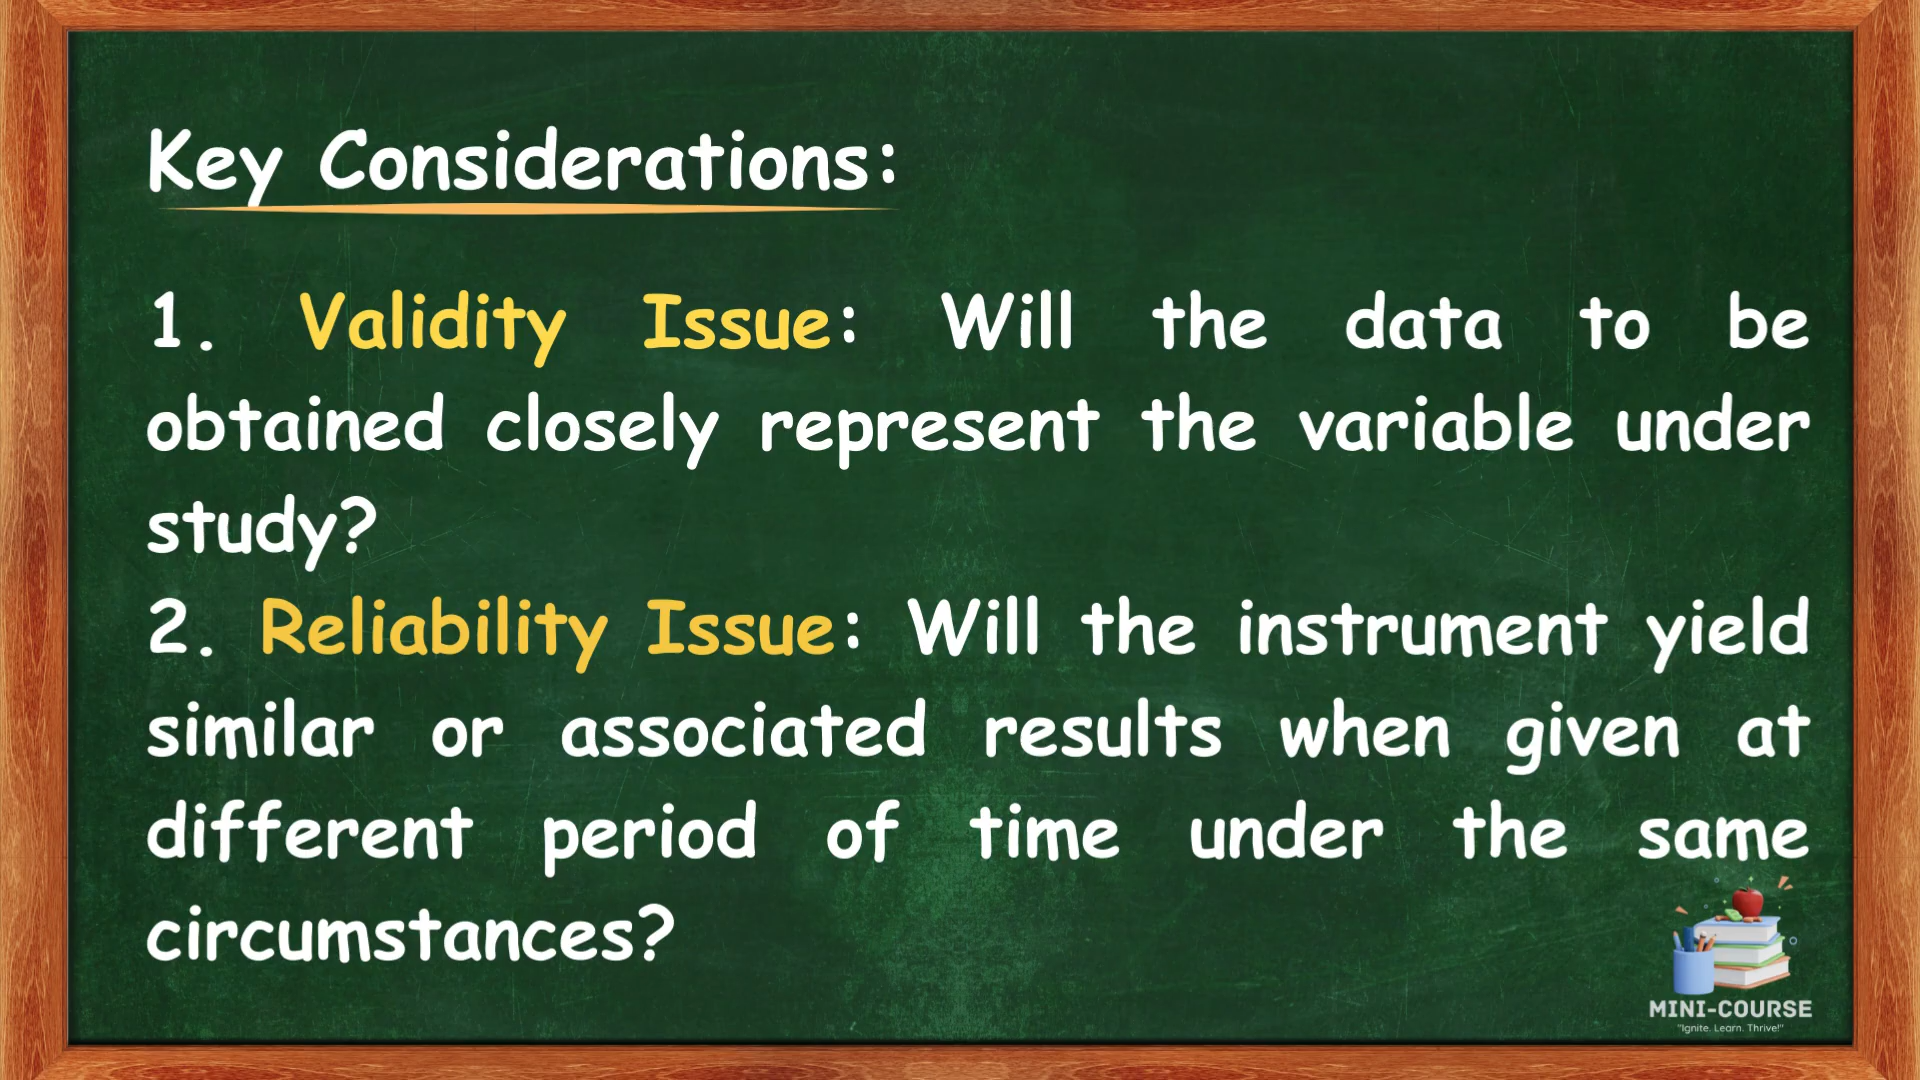 Key Considerations:
1. Validity Issue: Will the data to be
obtained closely represent the variable under
study?
2. Reliability Issue: Will the instrument yield
similar or associated results when given at
different period of time under the same
circumstances?
MINI-COURSE
"Ignite. Learn. Thrive!"